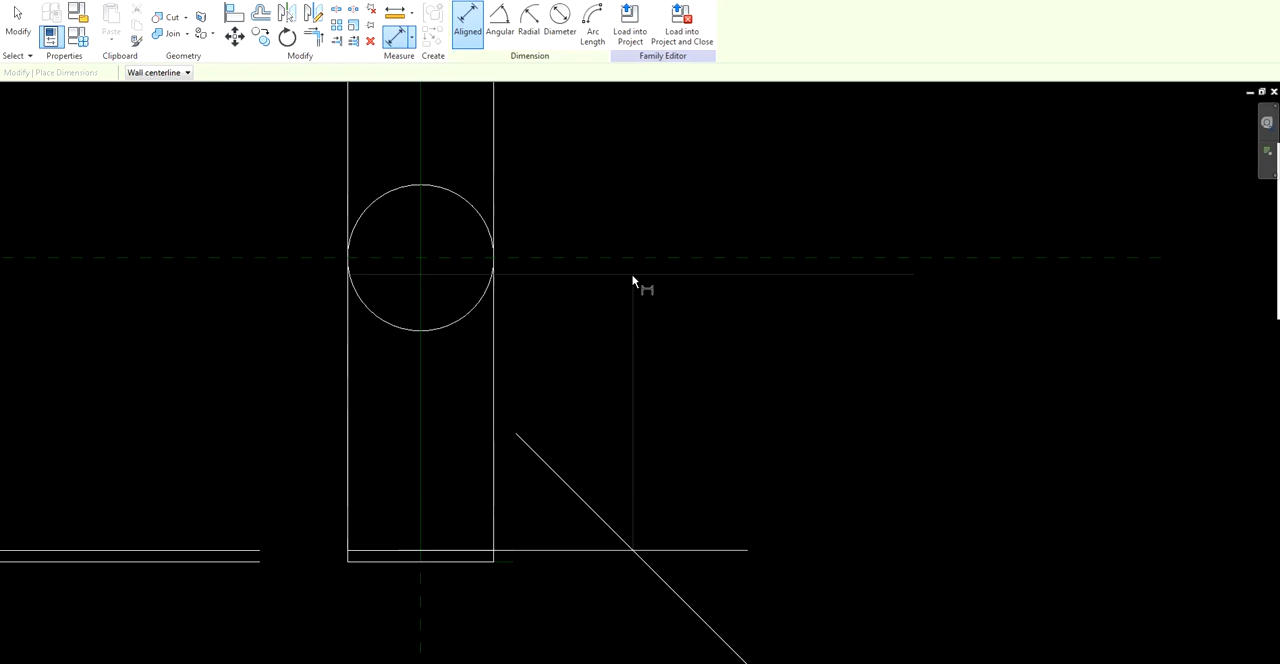 Modify
Paste
Cut
Join
Aligned
Angular
Radial
Diameter
Arc
Length
Load into
Project
Load into
Project and Close
Select
Properties
Clipboard
Geometry
Modify
Measure
Create
Dimension
Family Editor
Modify | Place Dimensions
Wall centerline